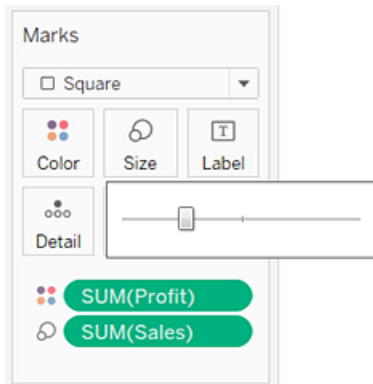 Marks
Square
Color Size Label
T
Detail
SUM(Profit)
SUM(Sales)